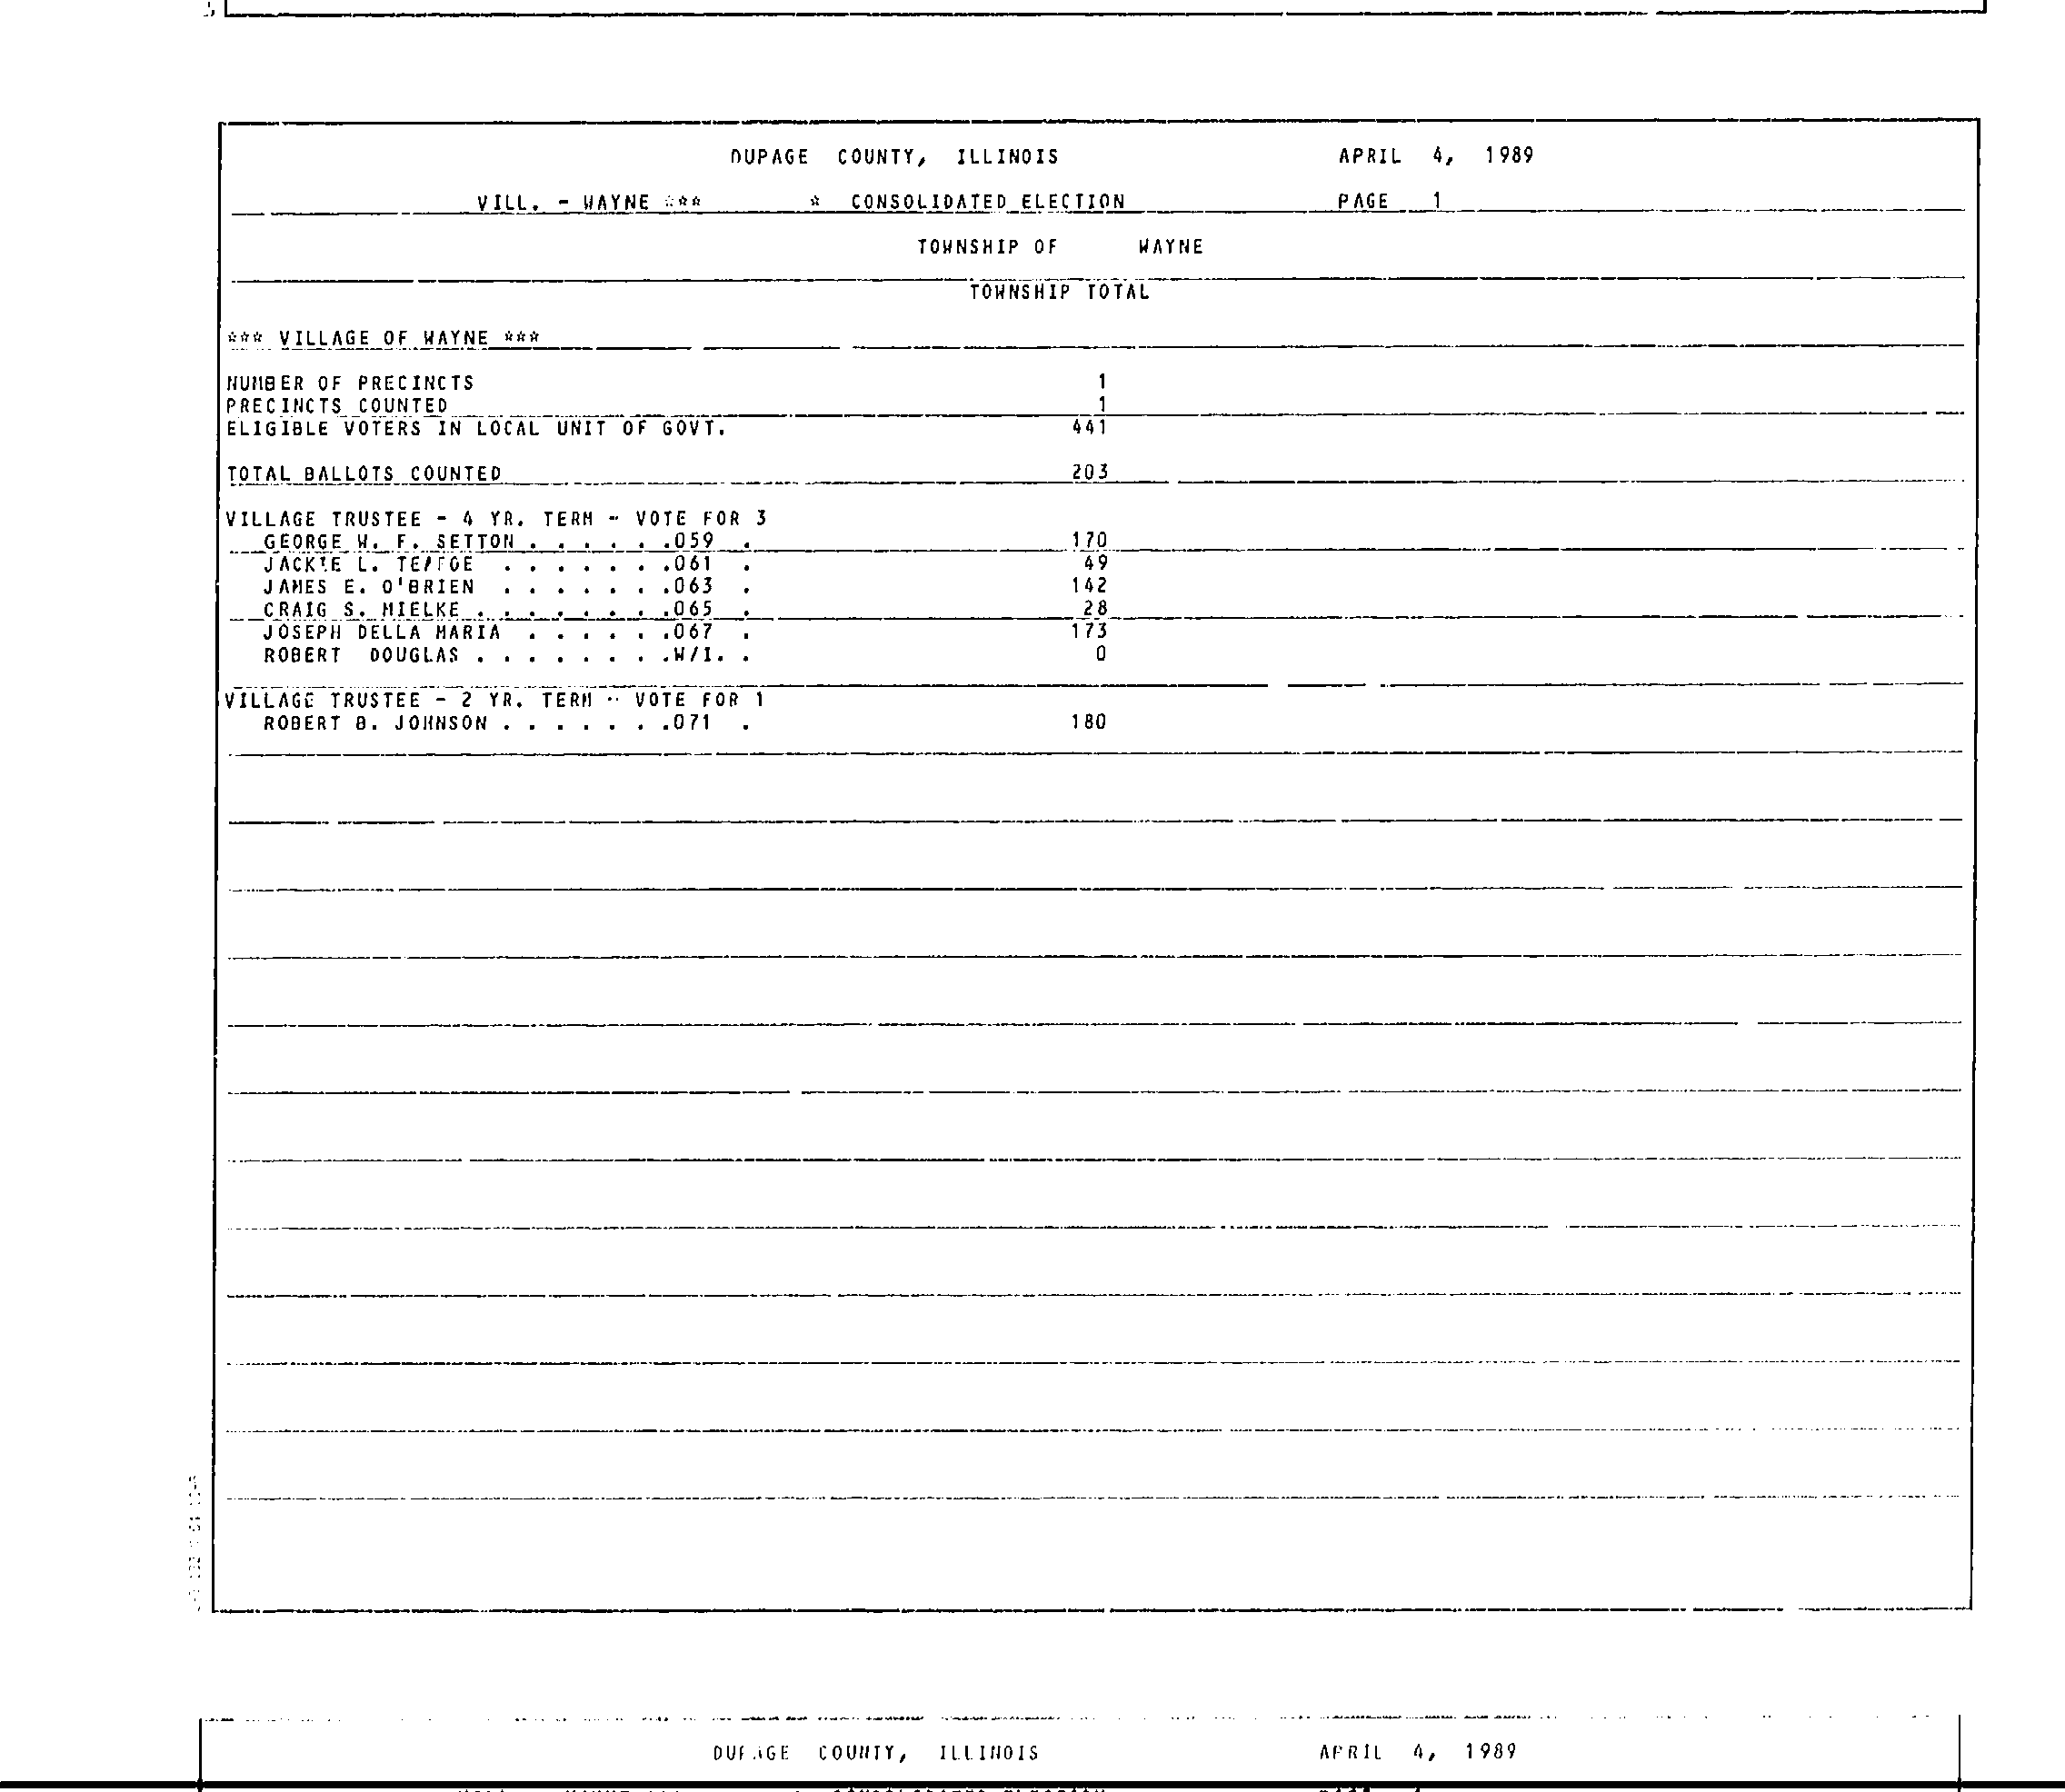 DUPAGE COUNTY, ILLINOIS APRIL 4, 1989
VILL. - WAYNE *** * CONSOLIDATED ELECTION PAGE 1
TOWNSHIP OF WAYNE
TOWNSHIP TOTAL
*** VILLAGE OF WAYNE ***
NUMBER OF PRECINCTS 1
PRECINCTS COUNTED 1
ELIGIBLE VOTERS IN LOCAL UNIT OF GOVT. 441
TOTAL BALLOTS COUNTED 203
VILLAGE TRUSTEE - 4 YR. TERM - VOTE FOR 3
GEORGE W. F. SETTON . . . . . .059 . 170
JACKIE L. . . . . . . .061 . 49
JAMES E. O'BRIEN . . . . . . .063 . 142
CRAIG S. MIELKE . . . . . . . .065 . 28
JOSEPH DELLA MARIA . . . . . .067 . 173
ROBERT DOUGLAS . . . . . . . .W/I. . 0
VILLAGE TRUSTEE - 2 YR. TERM - VOTE FOR 1
ROBERT B. JOHNSON . . . . . . .071 . 180
DUPAGE COUNTY, ILLINOIS APRIL 4, 1989